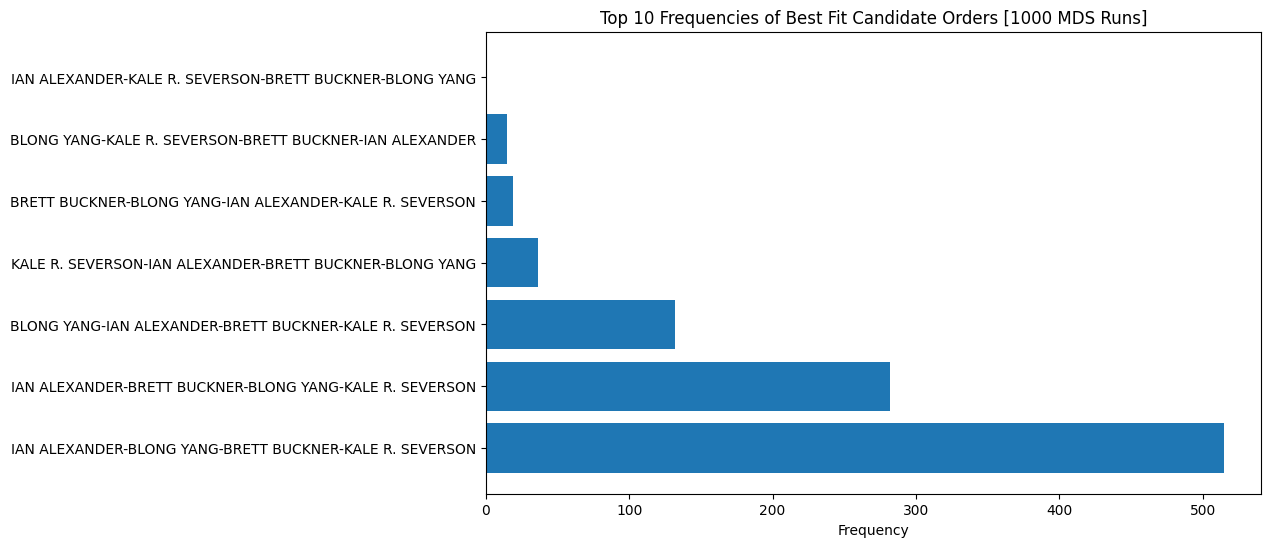 Top 10 Frequencies of Best Fit Candidate Orders [1000 MDS Runs]
IAN ALEXANDER-KALE R. SEVERSON-BRETT BUCKNER-BLONG YANG
BLONG YANG-KALE R. SEVERSON-BRETT BUCKNER-IAN ALEXANDER
BRETT BUCKNER-BLONG YANG-IAN ALEXANDER-KALE R. SEVERSON
KALE R. SEVERSON-IAN ALEXANDER-BRETT BUCKNER-BLONG YANG
BLONG YANG-IAN ALEXANDER-BRETT BUCKNER-KALE R. SEVERSON
IAN ALEXANDER-BRETT BUCKNER-BLONG YANG-KALE R. SEVERSON
IAN ALEXANDER-BLONG YANG-BRETT BUCKNER-KALE R. SEVERSON
0 100 200 300 400 500
Frequency